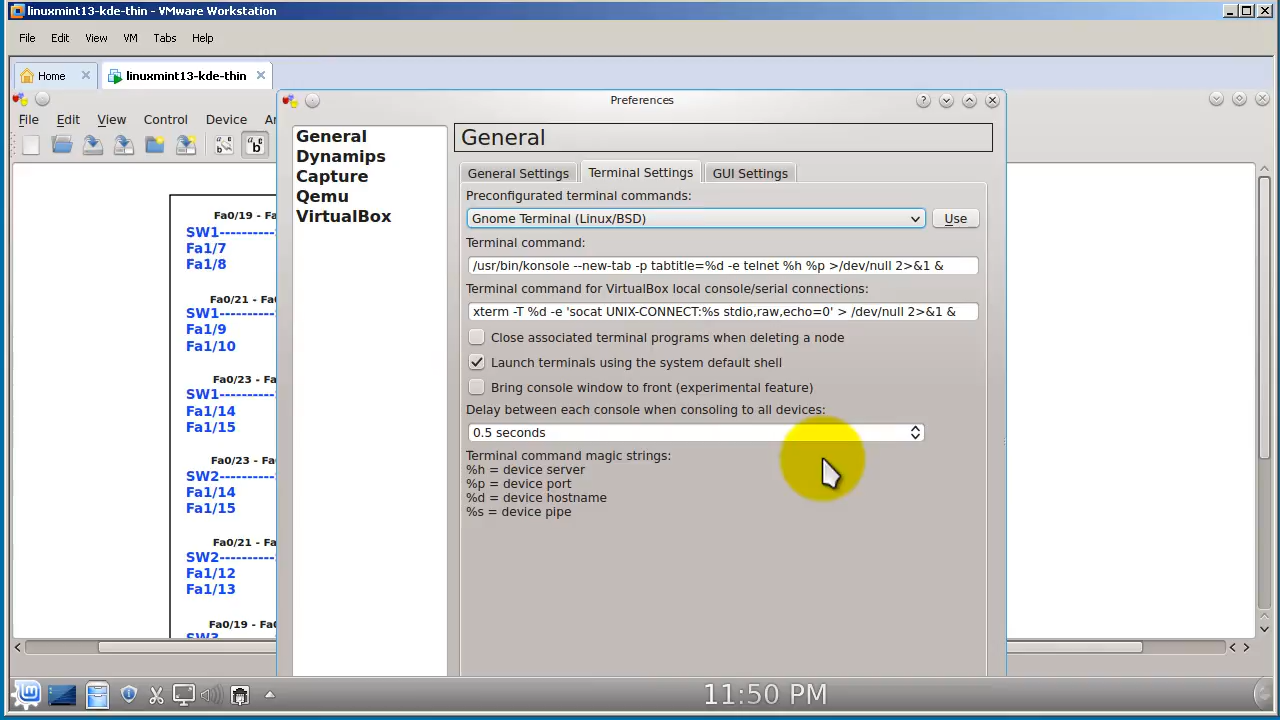 linuxmint13-kde-thin - VMware Workstation
File Edit View VM Tabs Help
Home linuxmint13-kde-thin
Preferences
File Edit View Control Device
General
Dynamips
Capture
Qemu
VirtualBox
General
General Settings Terminal Settings GUI Settings
Preconfigurated terminal commands:
Gnome Terminal (Linux/BSD) Use
Terminal command:
/usr/bin/konsole --new-tab -p tabtitle=%d -e telnet %h %p >/dev/null 2>&1 &
Terminal command for VirtualBox local console/serial connections:
xterm -T %d -e 'socat UNIX-CONNECT:%s stdio,raw,echo=0' > /dev/null 2>&1 &
Close associated terminal programs when deleting a node
Launch terminals using the system default shell
Bring console window to front (experimental feature)
Delay between each console when consoling to all devices:
0.5 seconds
Terminal command magic strings:
%h = device server
%p = device port
%d = device hostname
%s = device pipe
Fa0/19 - Fa
SW1----------
Fa1/7
Fa1/8
Fa0/21 - Fa
SW1----------
Fa1/9
Fa1/10
Fa0/23 - Fa
SW1----------
Fa1/14
Fa1/15
Fa0/23 - Fa
SW2----------
Fa1/14
Fa1/15
Fa0/21 - Fa
SW2----------
Fa1/12
Fa1/13
Fa0/19 - Fa
SW3----------
11:50 PM